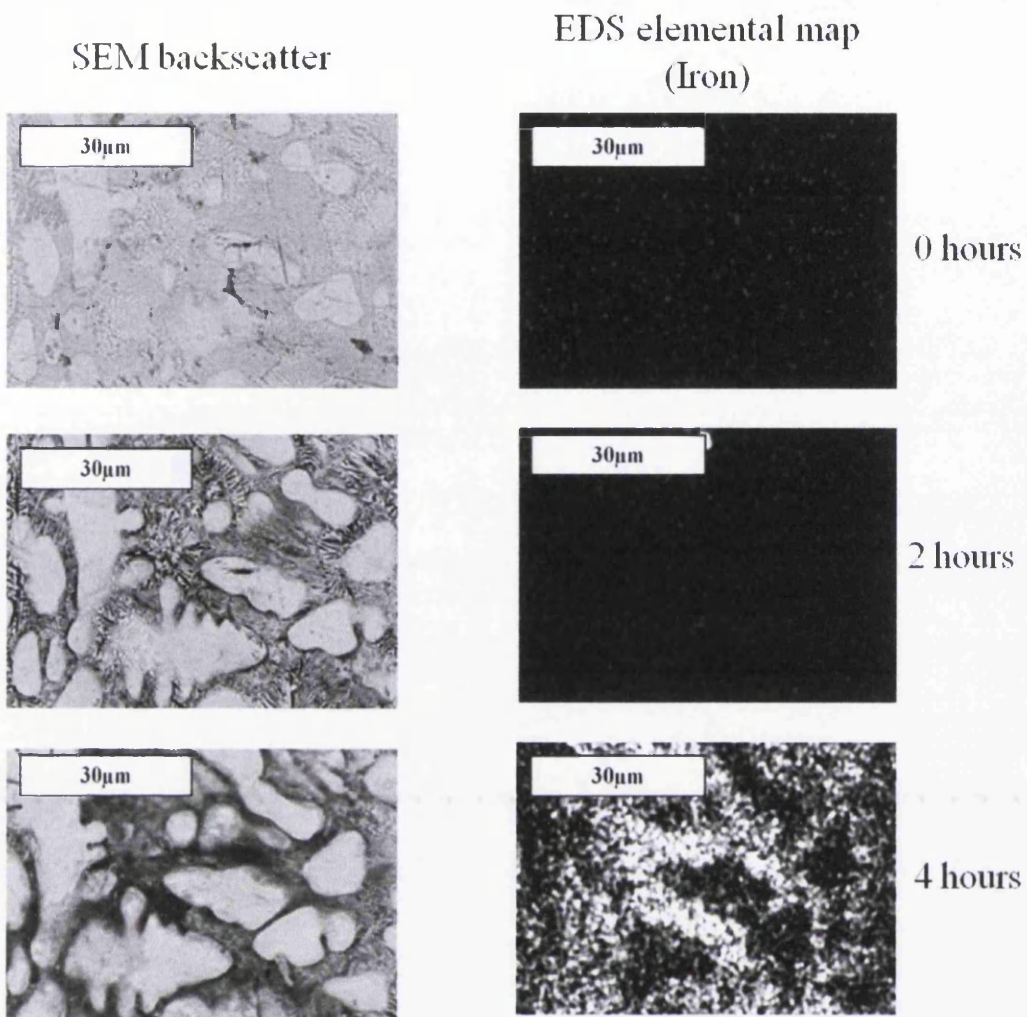 SEM backscatter
EDS elemental map
(Iron)
30µm
30µm
0 hours
30µm
30µm
2 hours
30µm
30µm
4 hours